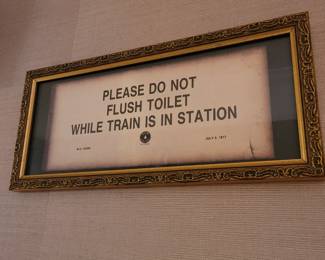 PLEASE DO NOT
FLUSH TOILET
WHILE TRAIN IS IN STATION